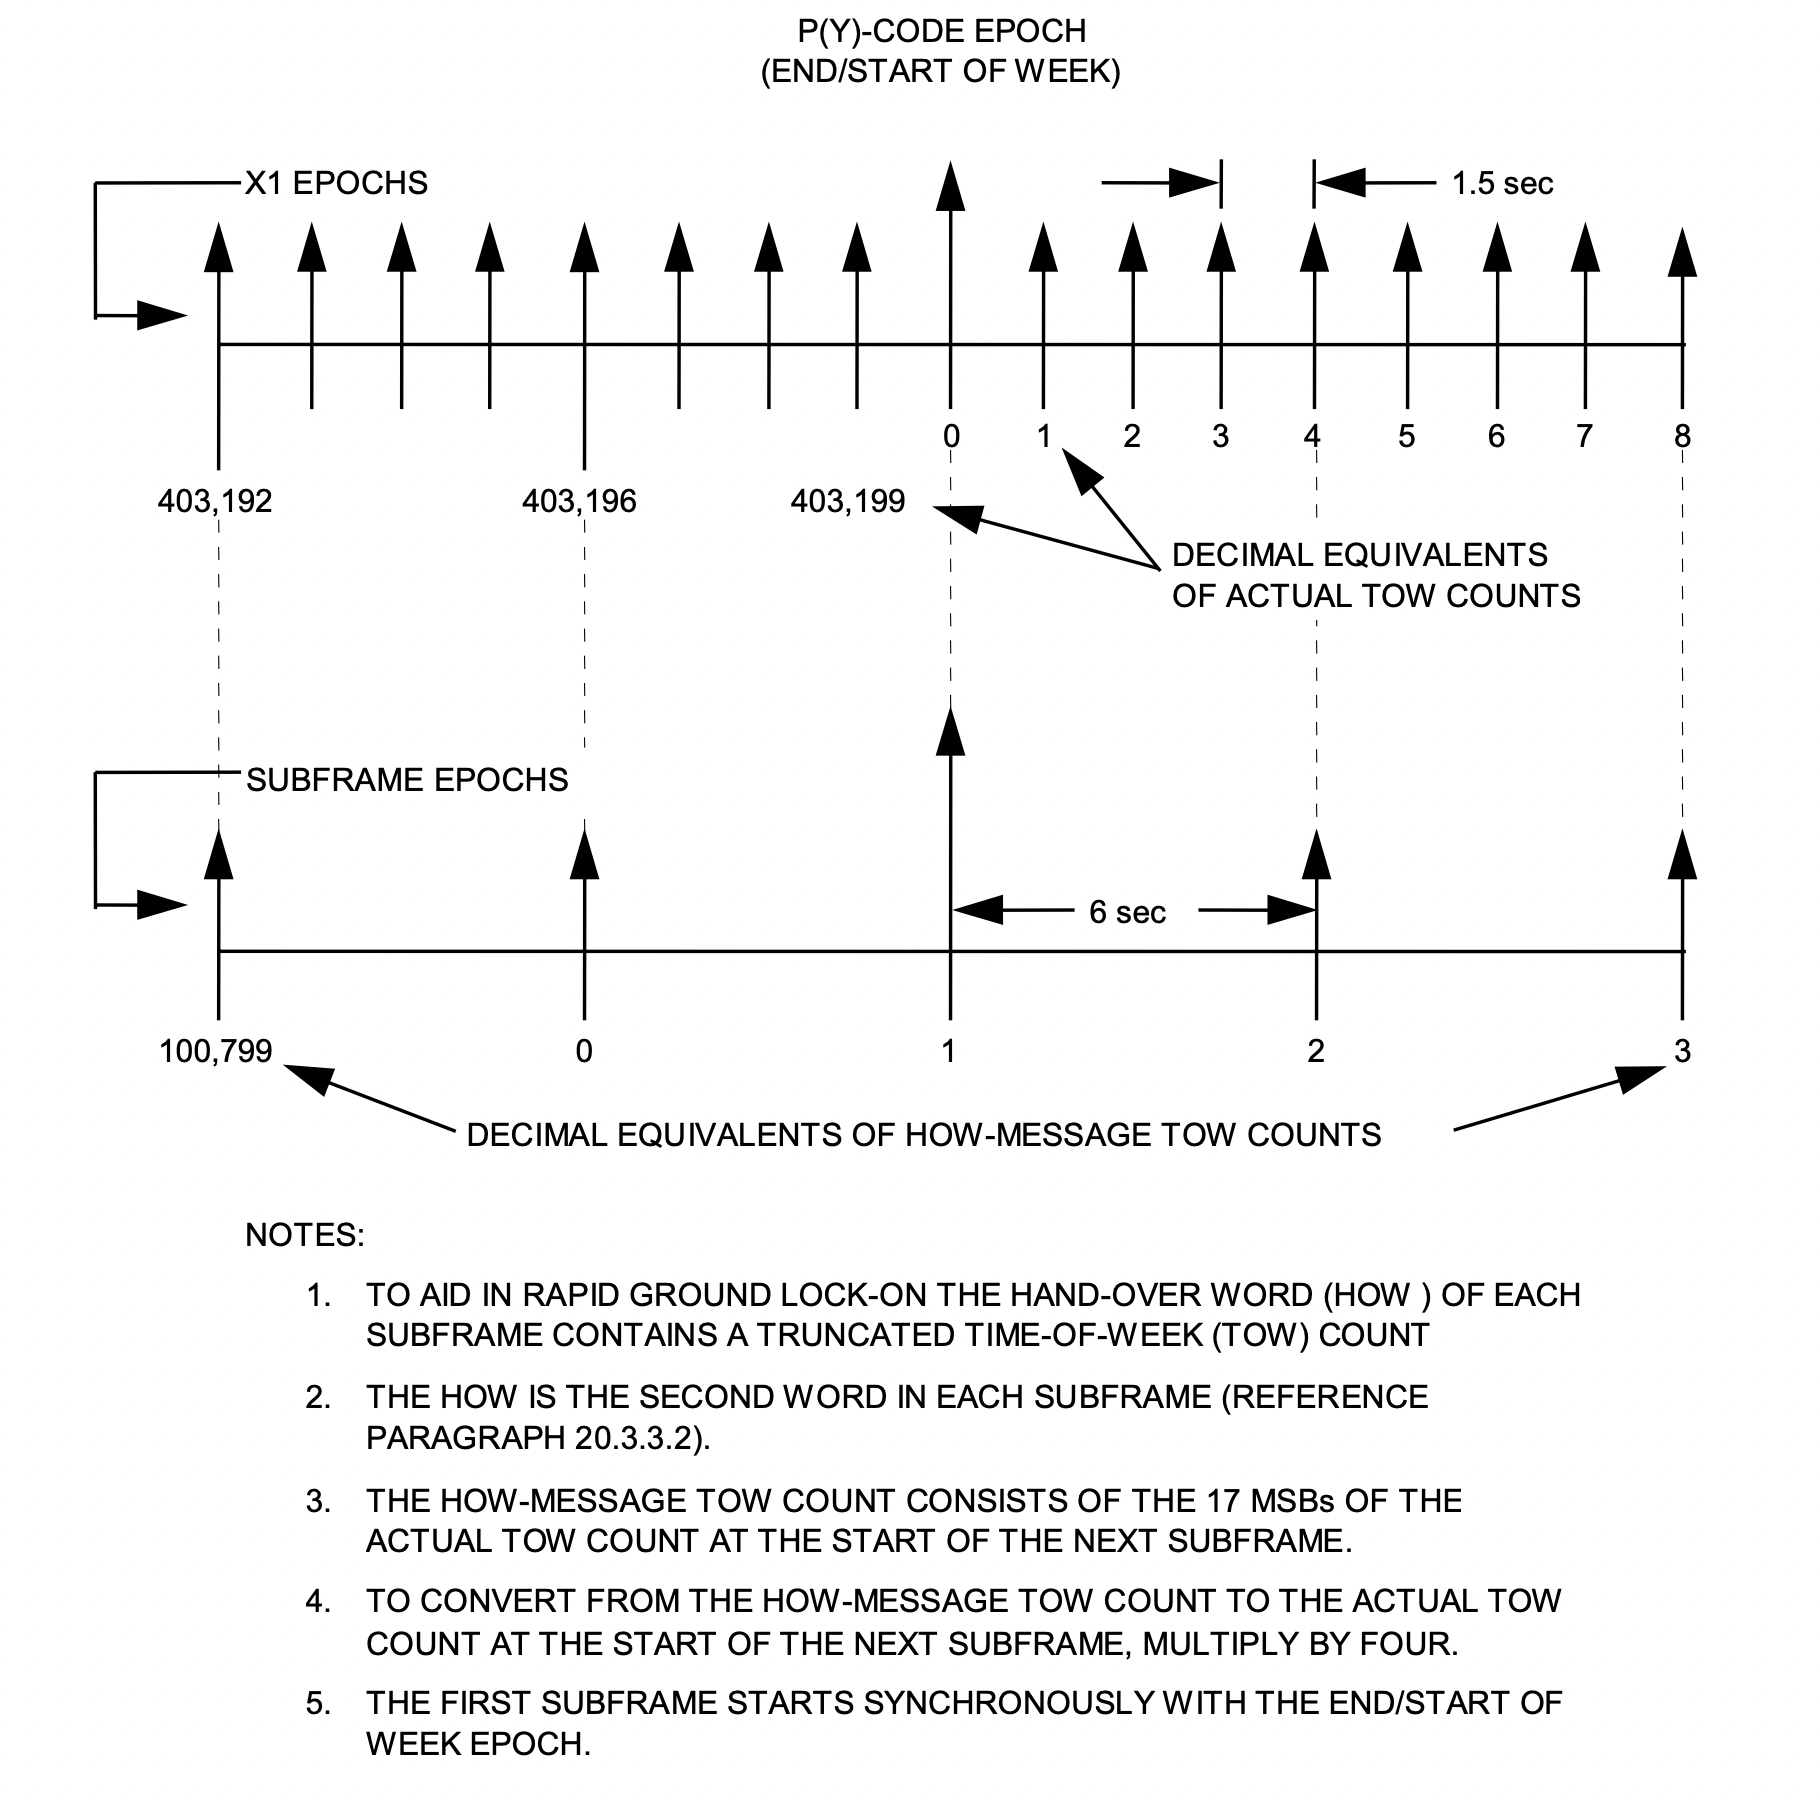 P(Y)-CODE EPOCH
(END/START OF WEEK)
X1 EPOCHS
1.5 sec
0 1 2 3 4 5 6 7 8
403,192 403,196 403,199
DECIMAL EQUIVALENTS
OF ACTUAL TOW COUNTS
SUBFRAME EPOCHS
6 sec
100,799 0 1 2 3
DECIMAL EQUIVALENTS OF HOW-MESSAGE TOW COUNTS
NOTES:
1. TO AID IN RAPID GROUND LOCK-ON THE HAND-OVER WORD (HOW ) OF EACH
SUBFRAME CONTAINS A TRUNCATED TIME-OF-WEEK (TOW) COUNT
2. THE HOW IS THE SECOND WORD IN EACH SUBFRAME (REFERENCE
PARAGRAPH 20.3.3.2).
3. THE HOW-MESSAGE TOW COUNT CONSISTS OF THE 17 MSBs OF THE
ACTUAL TOW COUNT AT THE START OF THE NEXT SUBFRAME.
4. TO CONVERT FROM THE HOW-MESSAGE TOW COUNT TO THE ACTUAL TOW
COUNT AT THE START OF THE NEXT SUBFRAME, MULTIPLY BY FOUR.
5. THE FIRST SUBFRAME STARTS SYNCHRONOUSLY WITH THE END/START OF
WEEK EPOCH.